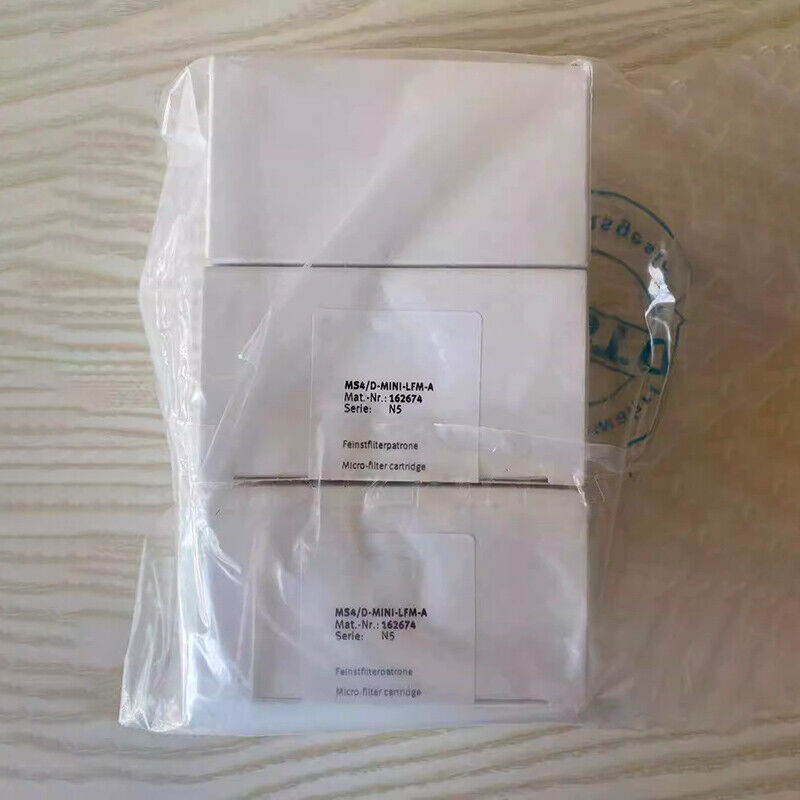 MS4/D-MINI-LFM-A
Mat.-Nr.: 162674
Serie: N5
Feinstfilterpatrone
Micro-filter cartridge
MS4/D-MINI-LFM-A
Mat.-Nr.: 162674
Serie: N5
Feinstfilterpatrone
Micro-filter cartridge